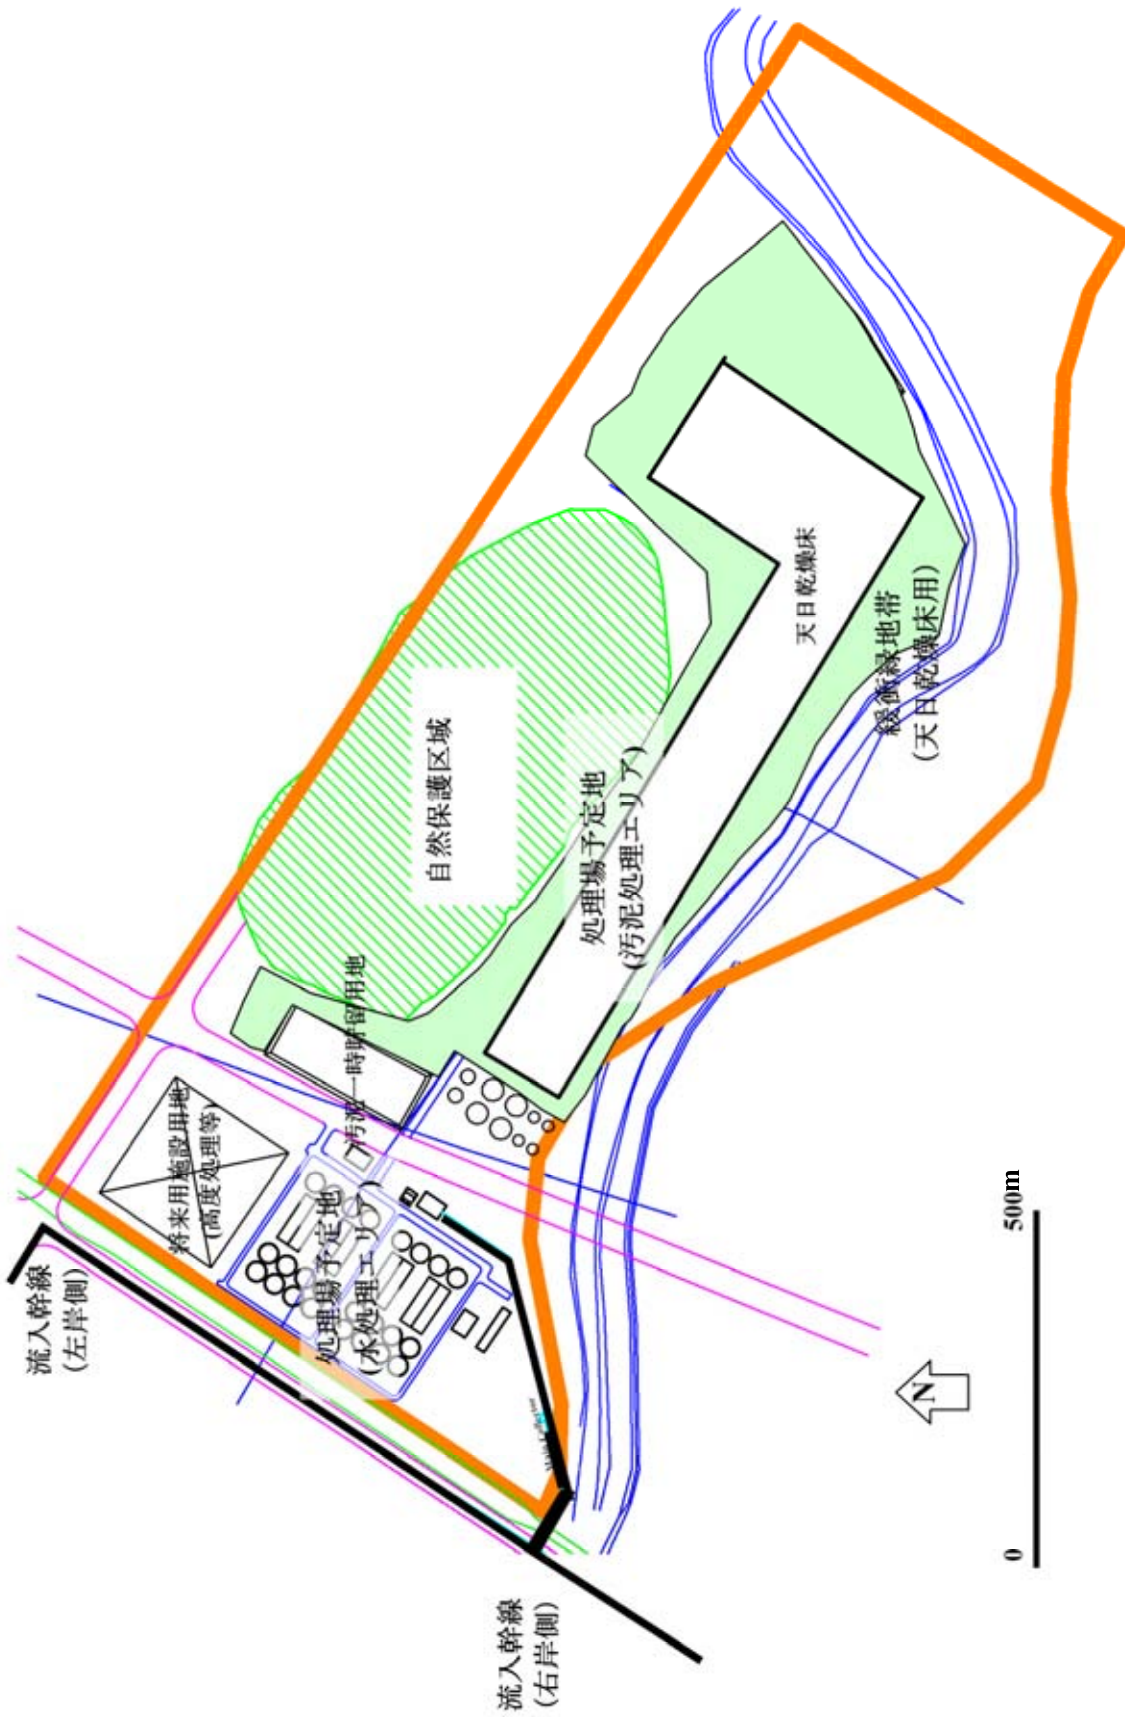 流入幹線
(左岸側)
将来用施設用地
(高度処理等)
処理場予定地
(水処理エリア)
汚泥一時貯留用地
自然保護区域
処理場予定地
(汚泥処理エリア)
天日乾燥床
緩衝緑地帯
(天日乾燥床用)
流入幹線
(右岸側)
N
0
500m